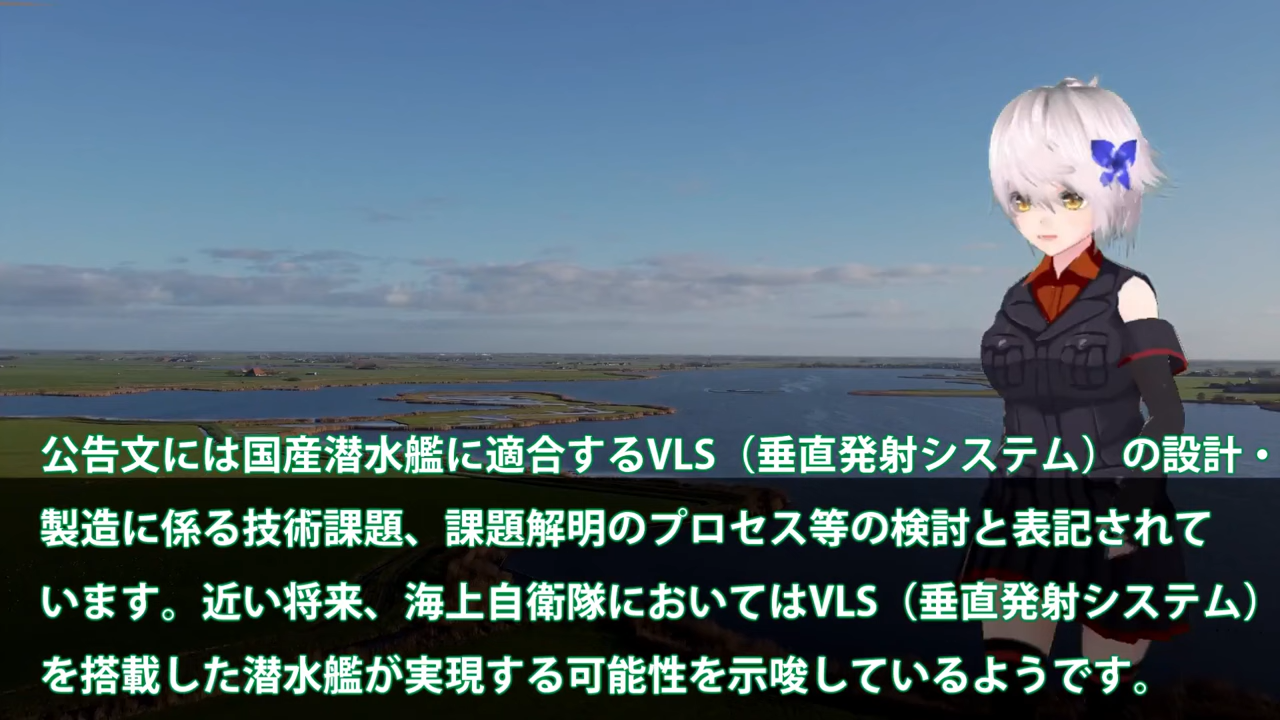 公告文には国産潜水艦に適合するVLS（垂直発射システム）の設計・
製造に係る技術課題、課題解明のプロセス等の検討と表記されて
います。近い将来、海上自衛隊においてはVLS（垂直発射システム）
を搭載した潜水艦が実現する可能性を示唆しているようです。